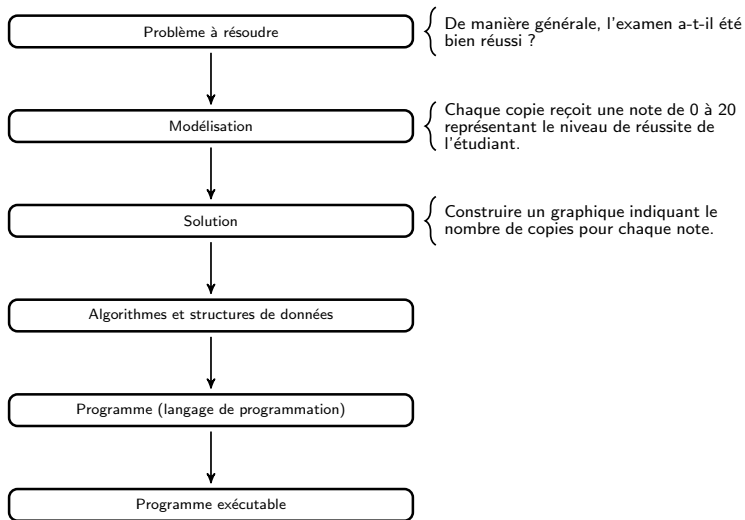 Problème à résoudre
De manière générale, l'examen a-t-il été
bien réussi ?
Modélisation
Chaque copie reçoit une note de 0 à 20
représentant le niveau de réussite de
l'étudiant.
Solution
Construire un graphique indiquant le
nombre de copies pour chaque note.
Algorithmes et structures de données
Programme (langage de programmation)
Programme exécutable